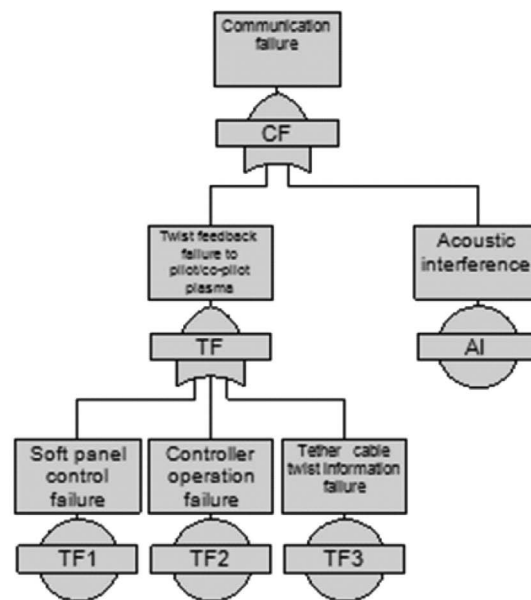 Communication
failure
CF
Twist feedback
failure to
pilot/co-pilot
plasma
Acoustic
interference
TF
AI
Soft panel
control
failure
Controller
operation
failure
Tether cable
twist information
failure
TF1
TF2
TF3